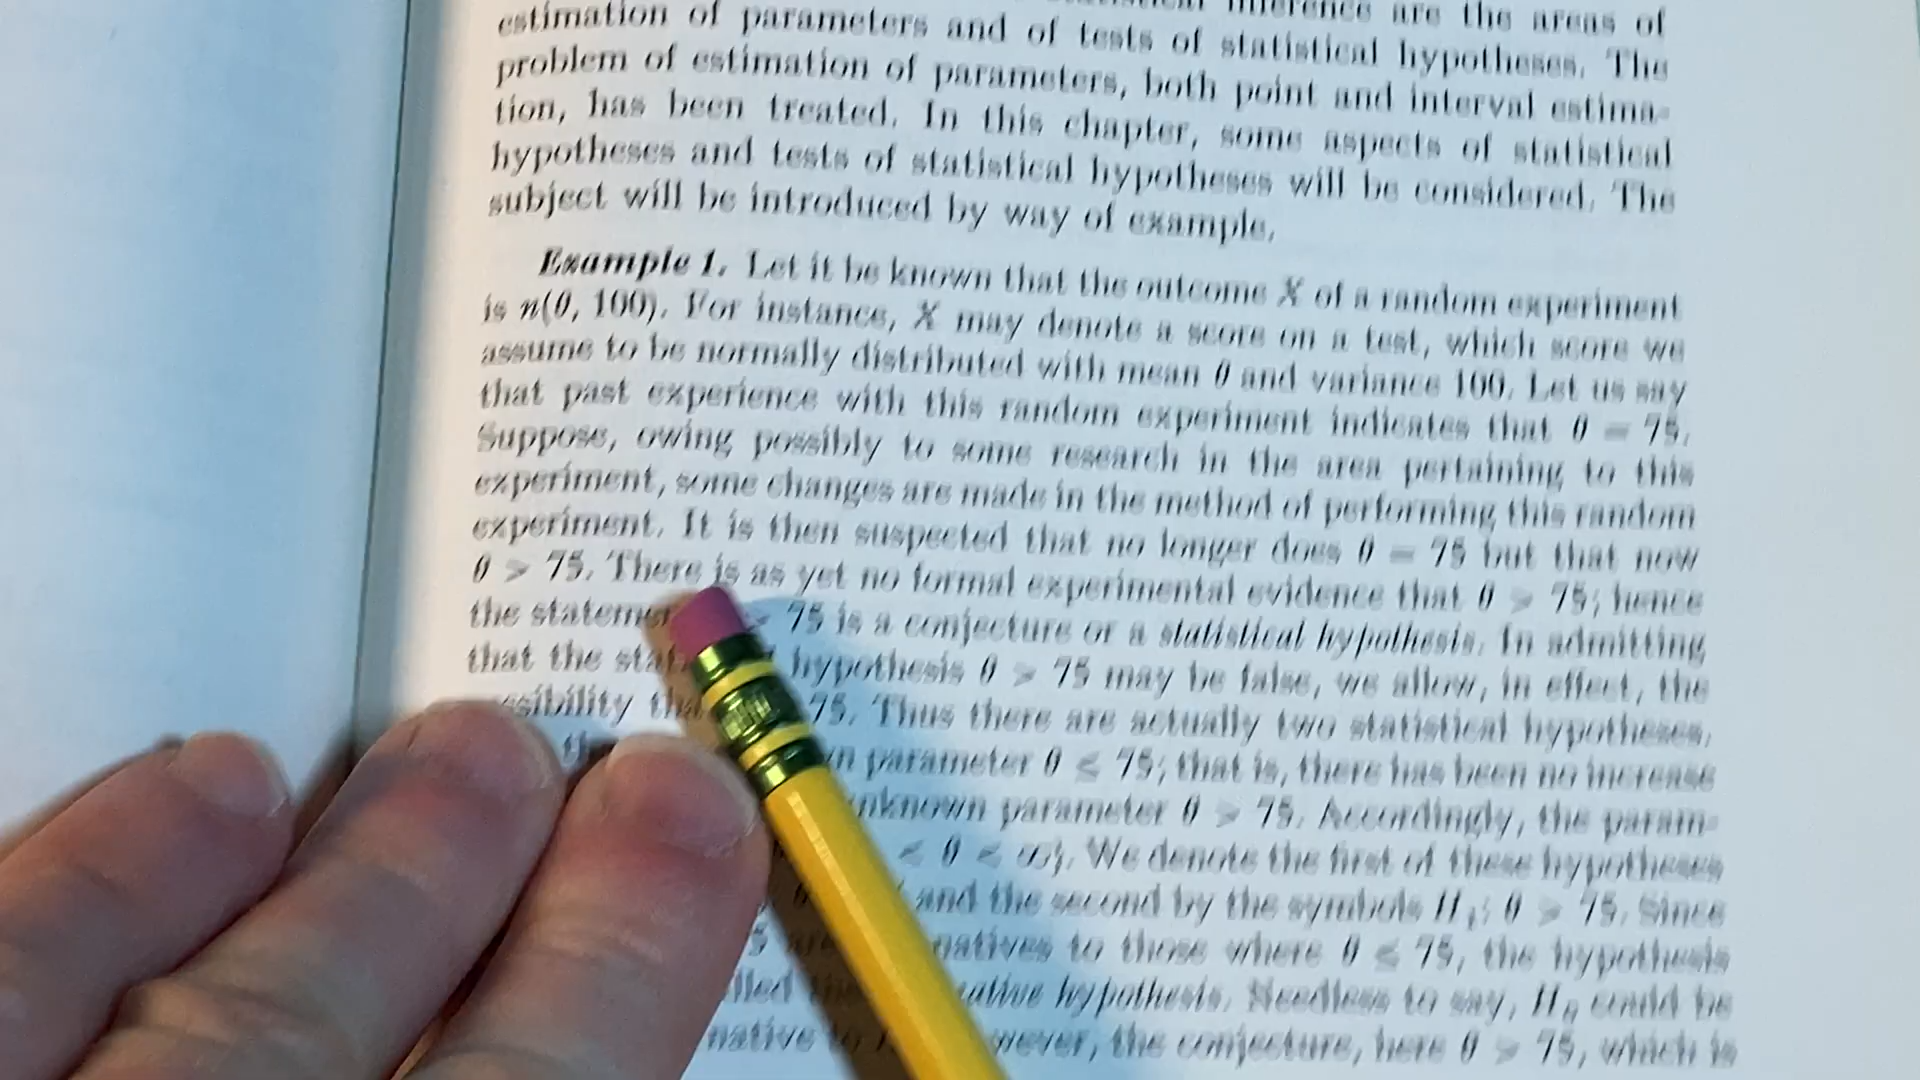 inference are the areas of
estimation of parameters and of tests of statistical hypotheses. The
problem of estimation of parameters, both point and interval estima-
tion, has been treated. In this chapter, some aspects of statistical
hypotheses and tests of statistical hypotheses will be considered. The
subject will be introduced by way of example.
Example 1. Let it be known that the outcome X of a random experiment
is n(θ, 100). For instance, X may denote a score on a test, which score we
assume to be normally distributed with mean θ and variance 100. Let us say
that past experience with this random experiment indicates that θ = 75.
Suppose, owing possibly to some research in the area pertaining to this
experiment, some changes are made in the method of performing this random
experiment. It is then suspected that no longer does θ = 75 but that now
θ > 75. There is as yet no formal experimental evidence that θ > 75; hence
the > 75 is a conjecture or a statistical hypothesis. In admitting
that the hypothesis θ > 75 may be false, we allow, in effect, the
75. Thus there are actually two statistical hypotheses.
parameter θ ≤ 75; that is, there has been no increase
parameter θ > 75. Accordingly, the param-
< θ < ∞}. We denote the first of these hypotheses
and the second by the symbols H₁: θ > 75. Since
to those where θ ≤ 75, the hypothesis
hypothesis. Needless to say, H₀ could be
the conjecture, here θ > 75, which is